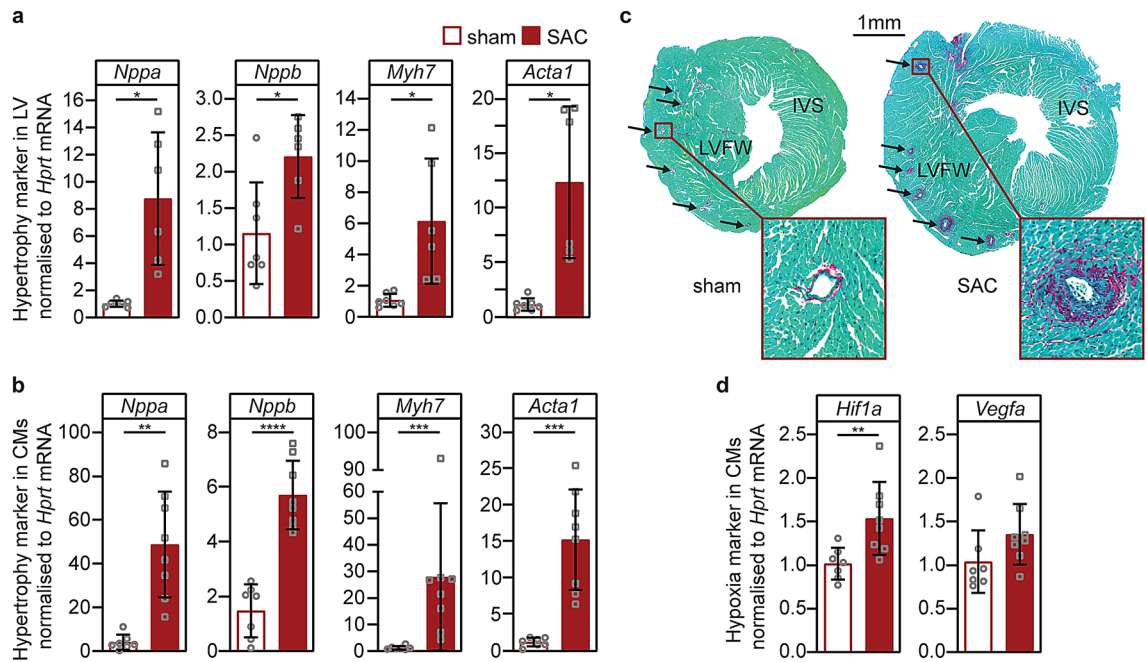 a
sham SAC
Nppa Nppb Myh7 Acta1
Hypertrophy marker in LV
normalised to Hprt mRNA
* * * *
16 14 12 10 8 6 4 2 0
3.0 2.5 2.0 1.5 1.0 0.5 0.0
14 12 10 8 6 4 2 0
20 15 10 5 0
c
1mm
IVS
LVFW
IVS
LVFW
sham
SAC
b
Nppa Nppb Myh7 Acta1
Hypertrophy marker in CMs
normalised to Hprt mRNA
** **** *** ***
100 80 60 40 20 0
8 6 4 2 0
100 90 60 50 40 30 20 10 0
30 25 20 15 10 5 0
d
Hif1a Vegfa
Hypoxia marker in CMs
normalised to Hprt mRNA
**
2.5 2.0 1.5 1.0 0.0
2.5 2.0 1.5 1.0 0.0